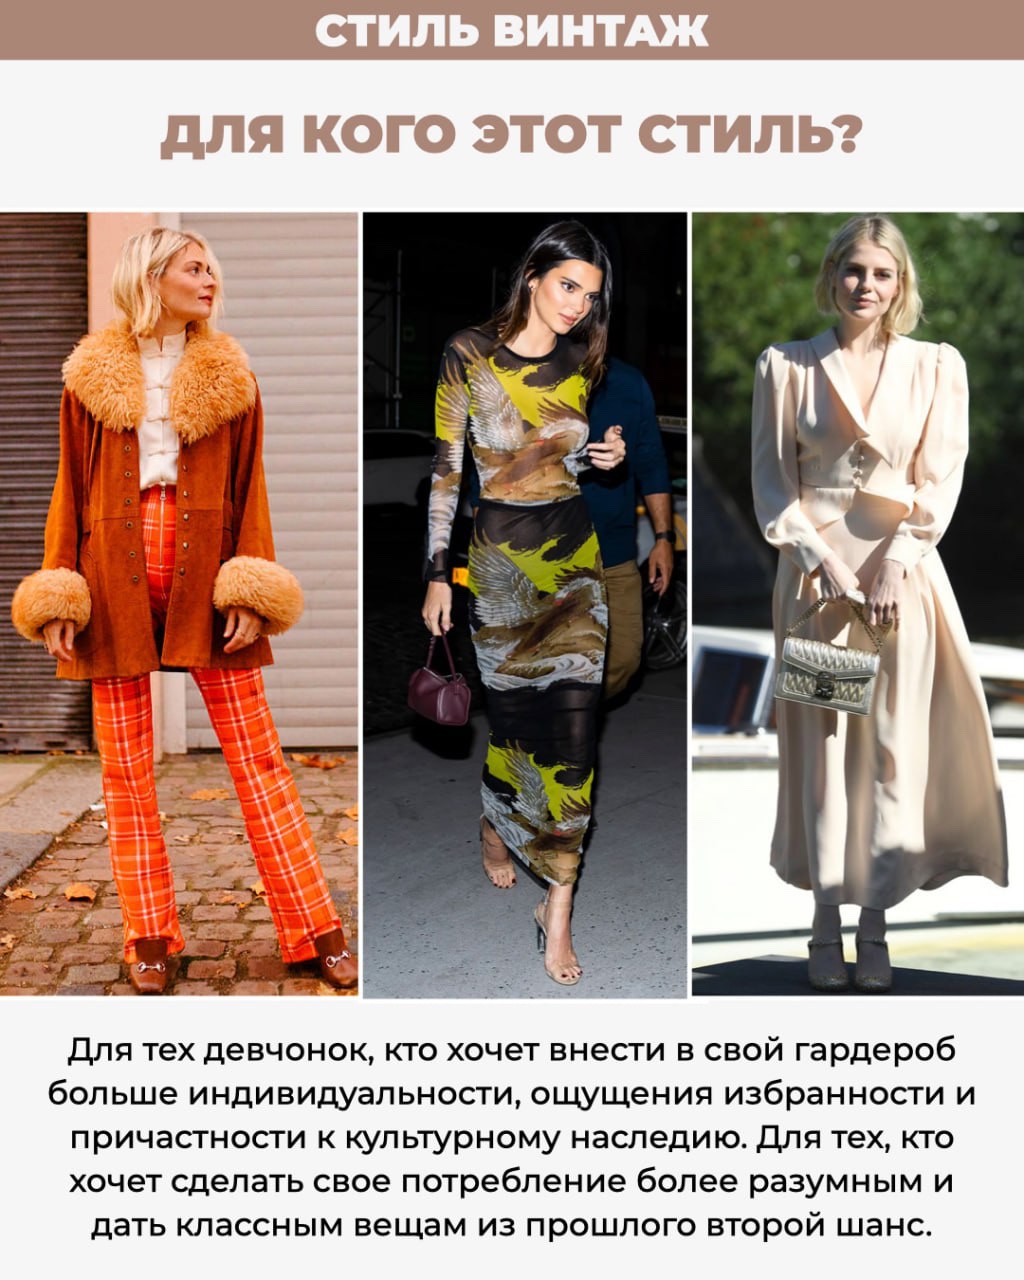 СТИЛЬ ВИНТАЖ
ДЛЯ КОГО ЭТОТ СТИЛЬ?
Для тех девчонок, кто хочет внести в свой гардероб
больше индивидуальности, ощущения избранности и
причастности к культурному наследию. Для тех, кто
хочет сделать свое потребление более разумным и
дать классным вещам из прошлого второй шанс.